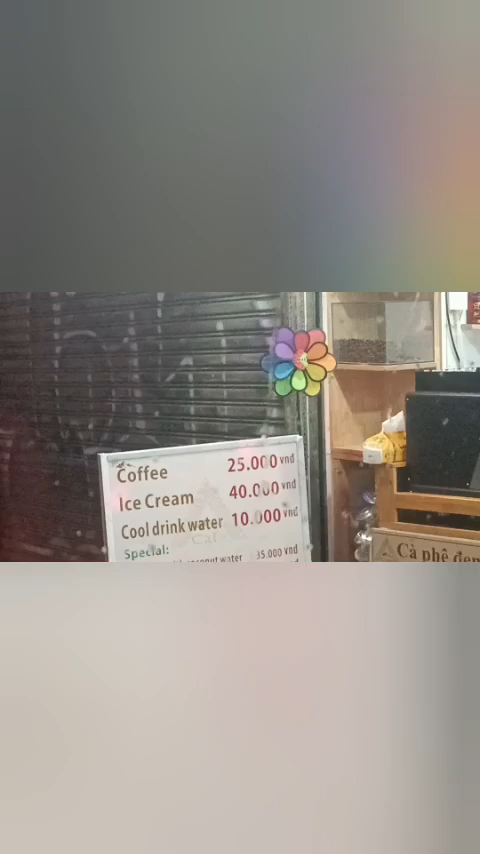 Coffee 25.000 vnd
Ice Cream 40.000 vnd
Cool drink water 10.000 vnd
Special:
water 35.000 vnd
Cà phê đen